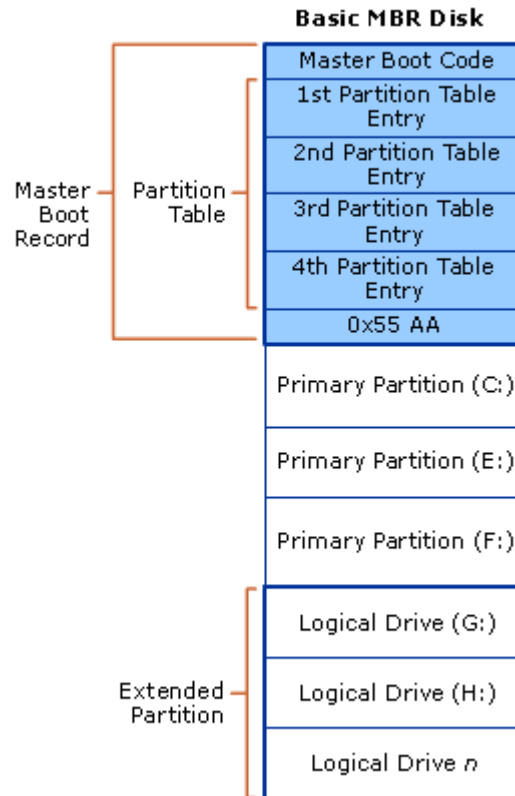 Basic MBR Disk
Master Boot Code
1st Partition Table
Entry
2nd Partition Table
Entry
3rd Partition Table
Entry
4th Partition Table
Entry
0x55 AA
Master
Boot
Record
Partition
Table
Primary Partition (C:)
Primary Partition (E:)
Primary Partition (F:)
Logical Drive (G:)
Logical Drive (H:)
Logical Drive n
Extended
Partition